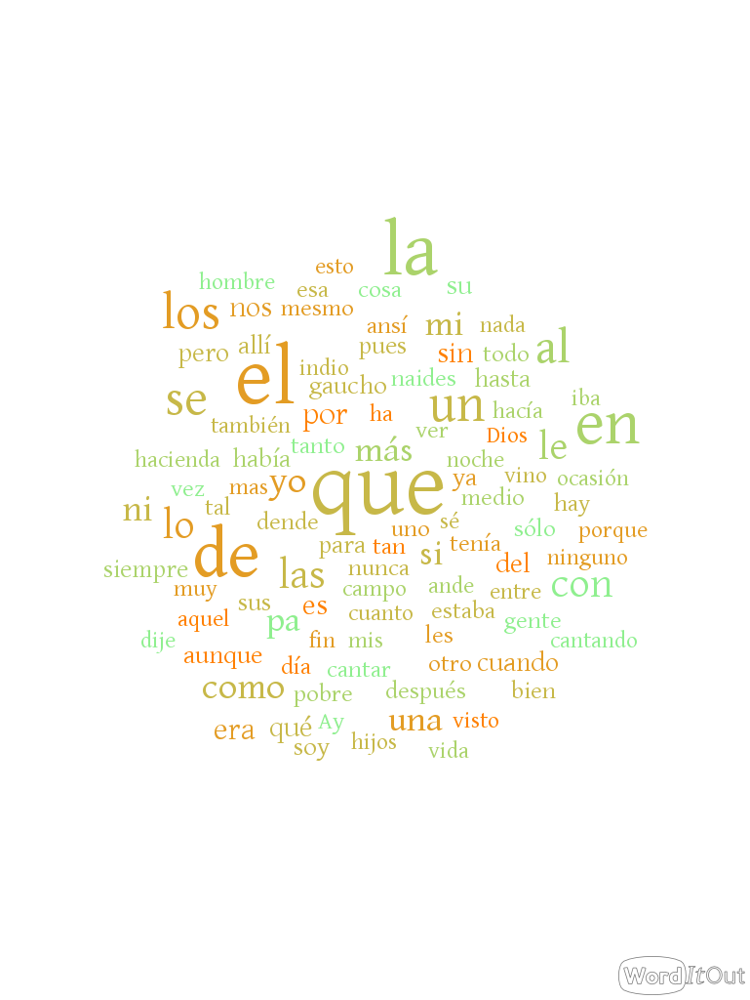 la
esto
hombre esa cosa su
los nos mesmo
ansí mi nada
pero allí pues sin todo al
el indio
gaucho naides hasta
se un hacía iba
por ha
también ver Dios en
tanto más le
hacienda había noche
que
vez mas yo ya vino ocasión
ni tal medio hay
lo dende uno sé sólo porque
de para tan si tenía
siempre las nunca del ninguno
muy campo ande entre con
sus es cuanto estaba
aquel pa gente
dije fin mis les cantando
aunque día cantar otro cuando
como pobre después bien
era qué Ay una visto
soy hijos vida
WordItOut